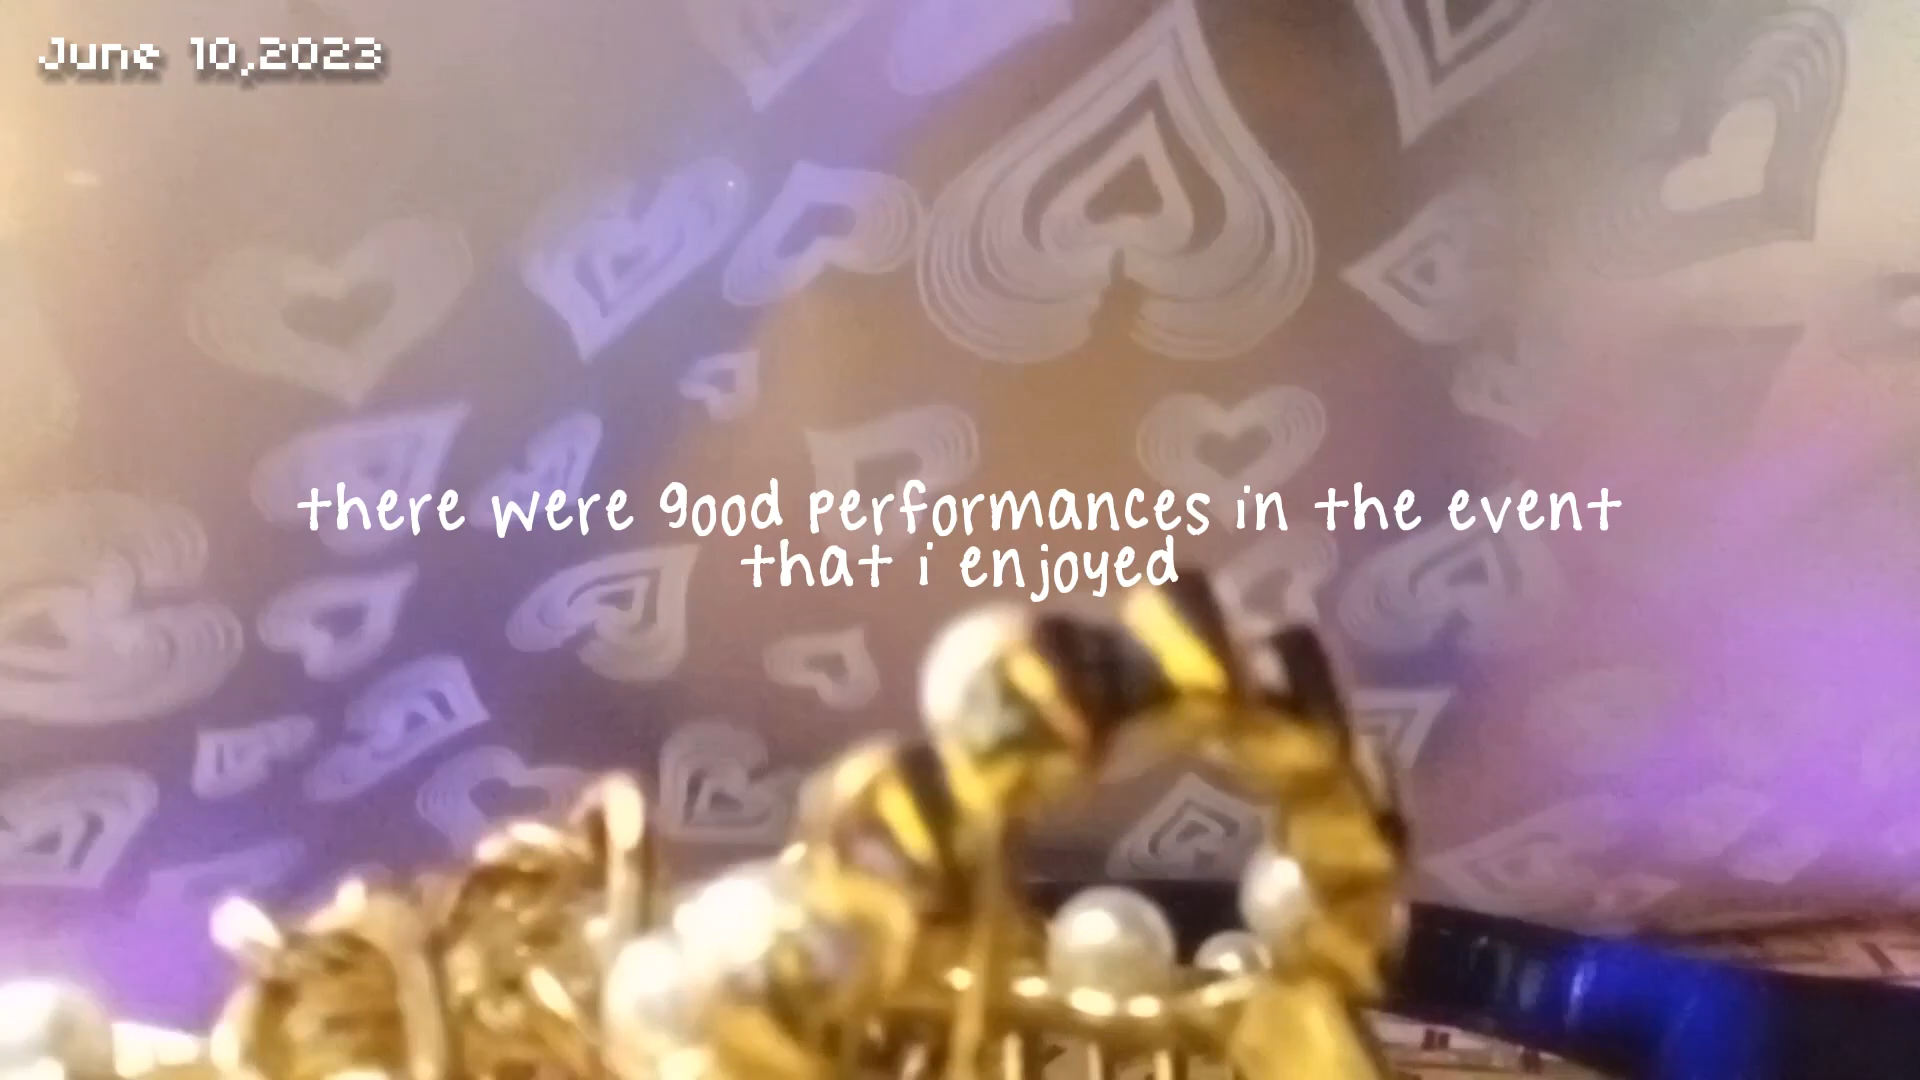 June 10,2023
there were good performances in the event
that i enjoyed